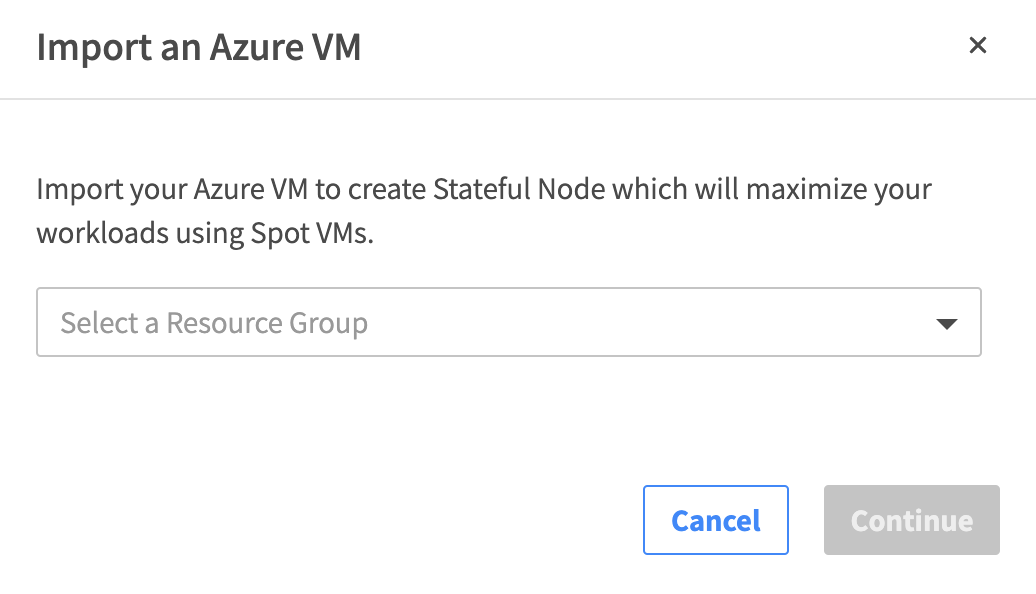 Import an Azure VM
Import your Azure VM to create Stateful Node which will maximize your
workloads using Spot VMs.
Select a Resource Group
Cancel
Continue